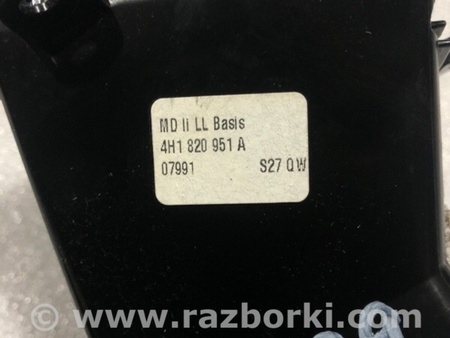 MD II LL Basis
4H1 820 951 A
07991 S27 QW
www.razborki.com